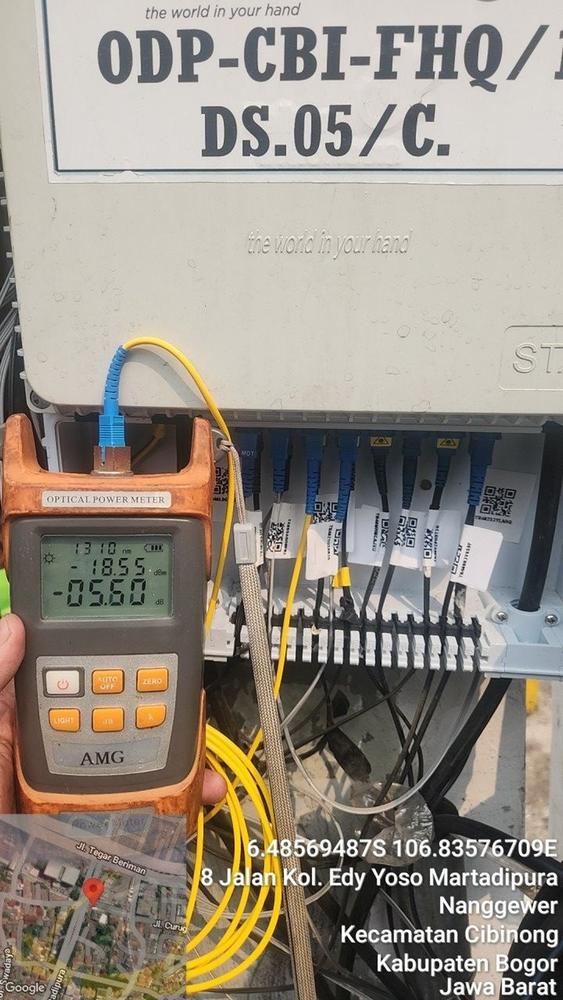 the world in your hand
ODP-CBI-FHQ/1
DS.05/C.
the world in your hand
ST
OPTICAL POWER METER
1310 nm
-18.55 dBm
-05.60 dB
AUTO OFF
ZERO
LIGHT
dB
λ
AMG
Jl. Tegar Beriman
Jl. Curug
Google
6.48569487S 106.83576709E
8 Jalan Kol. Edy Yoso Martadipura
Nanggewer
Kecamatan Cibinong
Kabupaten Bogor
Jawa Barat